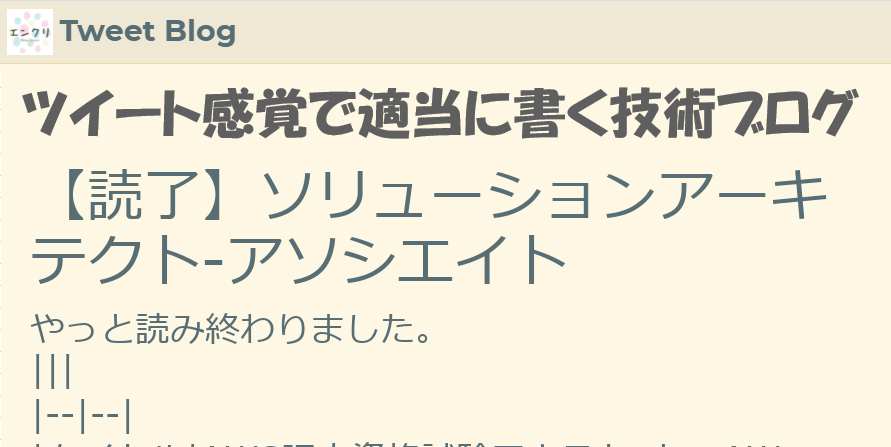 エンクリ Tweet Blog
ツイート感覚で適当に書く技術ブログ
【読了】ソリューションアーキ
テクト-アソシエイト
やっと読み終わりました。
|||
|--|--|